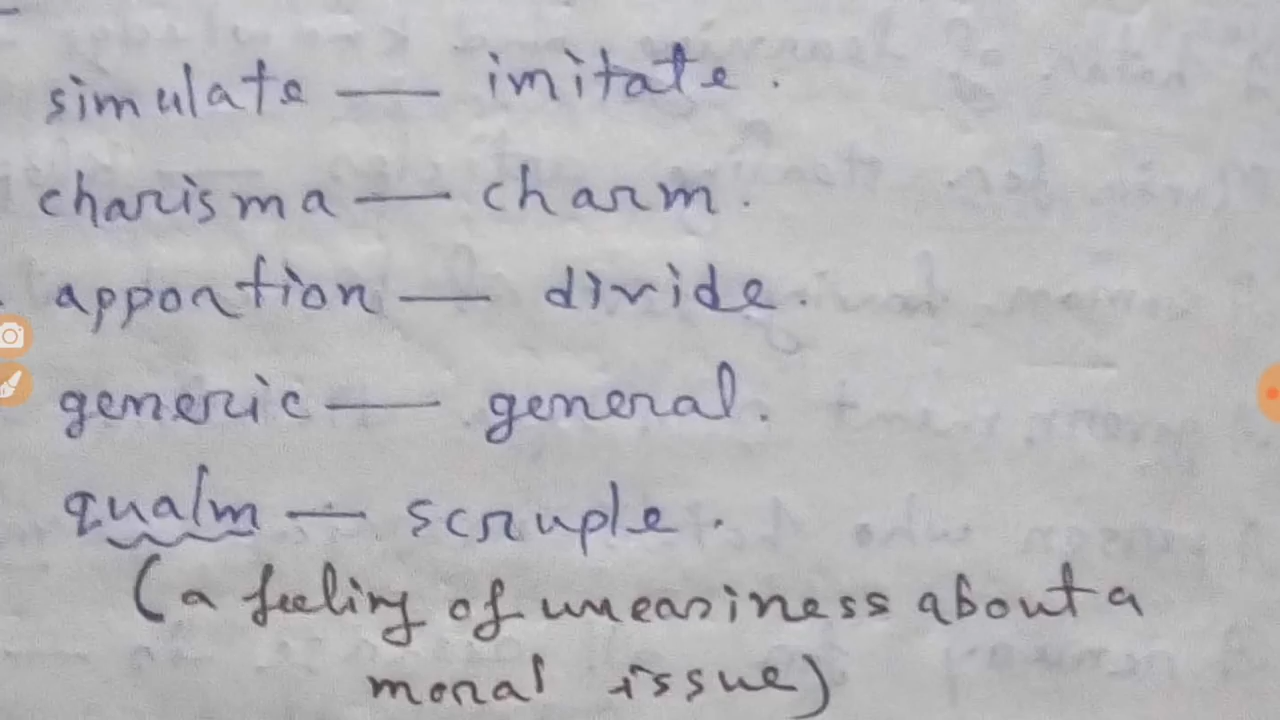 simulate — imitate.
charisma — charm.
apportion — divide.
generic — general.
qualm — scruple.
(a feeling of uneasiness about a
moral issue)